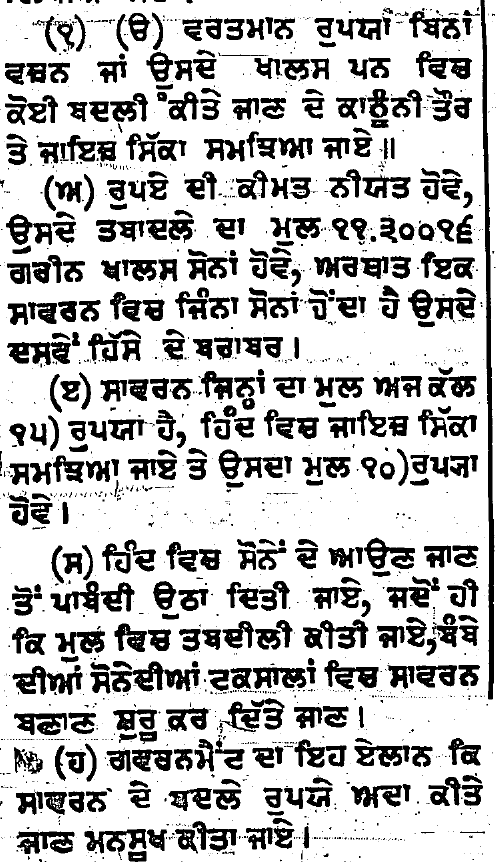 (੧) (ੳ) ਵਰਤਮਾਨ ਰੁਪਯਾ ਬਿਨਾਂ
ਵਜ਼ਨ ਜਾਂ ਉਸਦੇ ਖਾਲਸ ਪਨ ਵਿਚ
ਕੋਈ ਬਦਲੀ ਕੀਤੇ ਜਾਣ ਦੇ ਕਾਨੂੰਨੀ ਤੌਰ
ਤੇ ਜਾਇਜ਼ ਸਿੱਕਾ ਸਮਝਿਆ ਜਾਏ॥
(ਅ) ਰੁਪਏ ਦੀ ਕੀਮਤ ਨੀਯਤ ਹੋਵੇ,
ਉਸਦੇ ਤਬਾਦਲੇ ਦਾ ਮੁਲ ੧੧.੩੦੦੧੬
ਗਰੀਨ ਖਾਲਸ ਸੋਨਾਂ ਹੋਵੇ, ਅਰਥਾਤ ਇਕ
ਸਾਵਰਨ ਵਿਚ ਜਿੰਨਾ ਸੋਨਾਂ ਹੋਂਦਾ ਹੈ ਉਸਦੇ
ਦਸਵੇਂ ਹਿੱਸੇ ਦੇ ਬਰਾਬਰ।
(ੲ) ਸਾਵਰਨ ਜਿਨ੍ਹਾਂ ਦਾ ਮੁਲ ਅਜ ਕੱਲ
੧੫) ਰੁਪਯਾ ਹੈ, ਹਿੰਦ ਵਿਚ ਜਾਇਜ਼ ਸਿੱਕਾ
ਸਮਝਿਆ ਜਾਏ ਤੇ ਉਸਦਾ ਮੁਲ ੧੦)ਰੁਪਯਾ
ਹੋਵੇ।
(ਸ) ਹਿੰਦ ਵਿਚ ਸੋਨੇਂ ਦੇ ਆਉਣ ਜਾਣ
ਤੋਂ ਪਾਬੰਦੀ ਉਠਾ ਦਿਤੀ ਜਾਏ, ਜਦੋਂ ਹੀ
ਕਿ ਮੁਲ ਵਿਚ ਤਬਦੀਲੀ ਕੀਤੀ ਜਾਏ,ਬੰਬੇ
ਦੀਆਂ ਸੋਨੇਦੀਆਂ ਟਕਸਾਲਾਂ ਵਿਚ ਸਾਵਰਨ
ਬਣਾਨ ਸ਼ੁਰੂ ਕਰ ਦਿੱਤੇ ਜਾਣ।
(ਹ) ਗਵਰਨਮੈਂਟ ਦਾ ਇਹ ਏਲਾਨ ਕਿ
ਸਾਵਰਨ ਦੇ ਬਦਲੇ ਰੁਪਯੇ ਅਦਾ ਕੀਤੇ
ਜਾਣ ਮਨਸੂਖ ਕੀਤਾ ਜਾਏ।